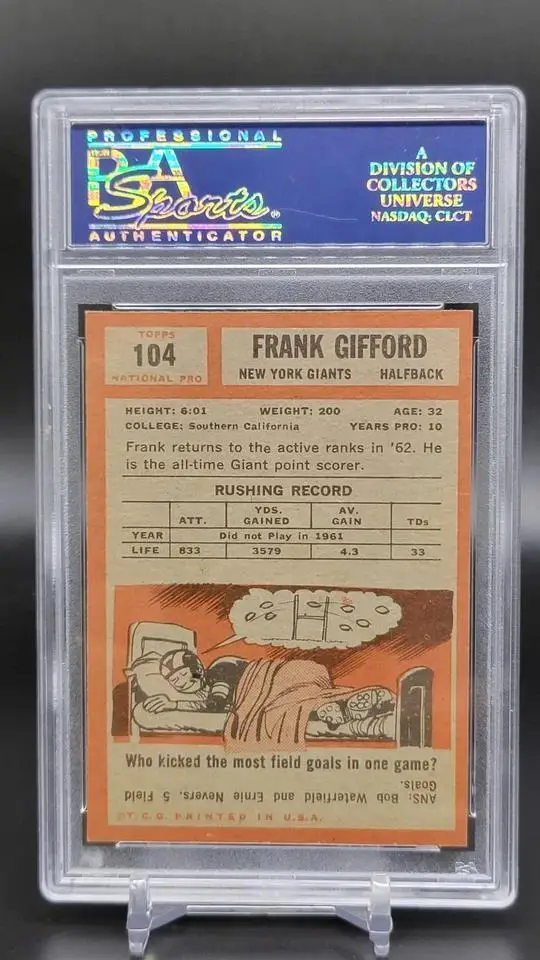 PROFESSIONAL
PSA
Sports®
AUTHENTICATOR
A
DIVISION OF
COLLECTORS
UNIVERSE
NASDAQ: CLCT
TOPPS
104
NATIONAL PRO
FRANK GIFFORD
NEW YORK GIANTS HALFBACK
HEIGHT: 6:01 WEIGHT: 200 AGE: 32
COLLEGE: Southern California YEARS PRO: 10
Frank returns to the active ranks in '62. He
is the all-time Giant point scorer.
RUSHING RECORD
ATT. YDS. GAINED AV. GAIN TDs
YEAR Did not Play in 1961
LIFE 833 3579 4.3 33
Who kicked the most field goals in one game?
ANS: Bob Waterfield and Ernie Nevers. 5 Field
Goals.
©T.C.G. PRINTED IN U.S.A.